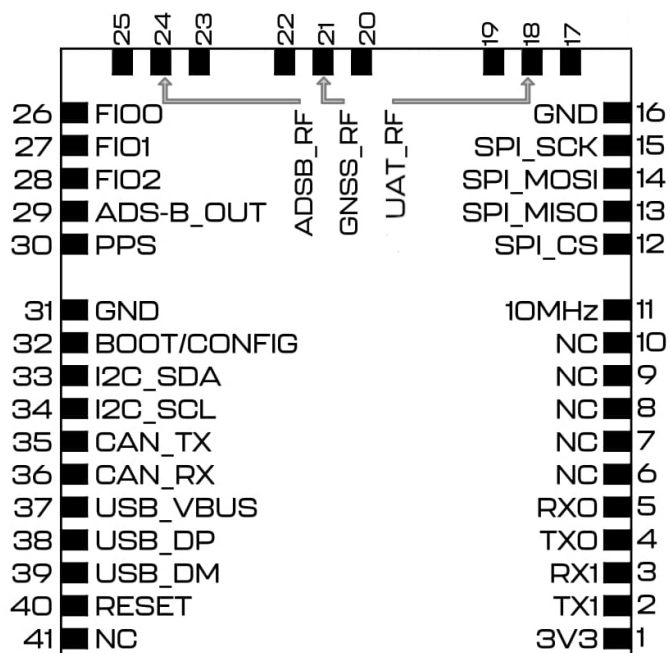 25 24 23 22 21 20 19 18 17
ADSB_RF
GNSS_RF
UAT_RF
26 FIO0 GND 16
27 FIO1 SPI_SCK 15
28 FIO2 SPI_MOSI 14
29 ADS-B_OUT SPI_MISO 13
30 PPS SPI_CS 12
31 GND 10MHz 11
32 BOOT/CONFIG NC 10
33 I2C_SDA NC 9
34 I2C_SCL NC 8
35 CAN_TX NC 7
36 CAN_RX NC 6
37 USB_VBUS RX0 5
38 USB_DP TX0 4
39 USB_DM RX1 3
40 RESET TX1 2
41 NC 3V3 1